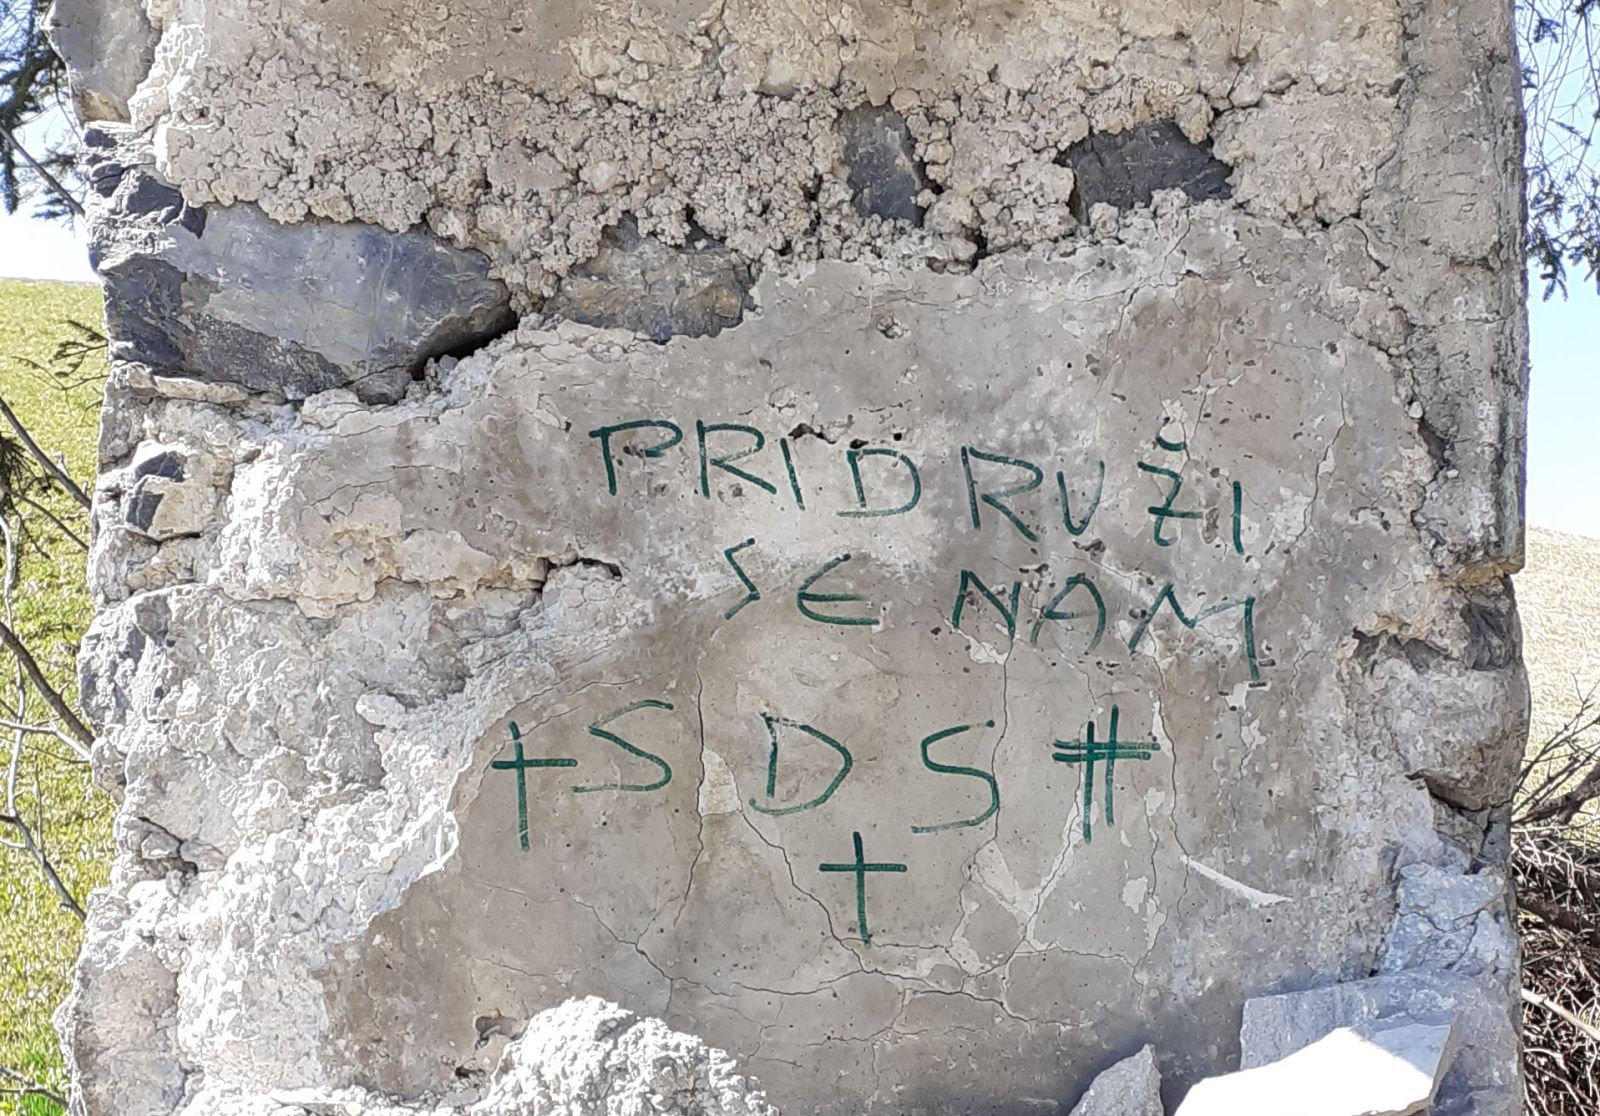 PRIDRUŽI
SE NAM
+SDS‡
+